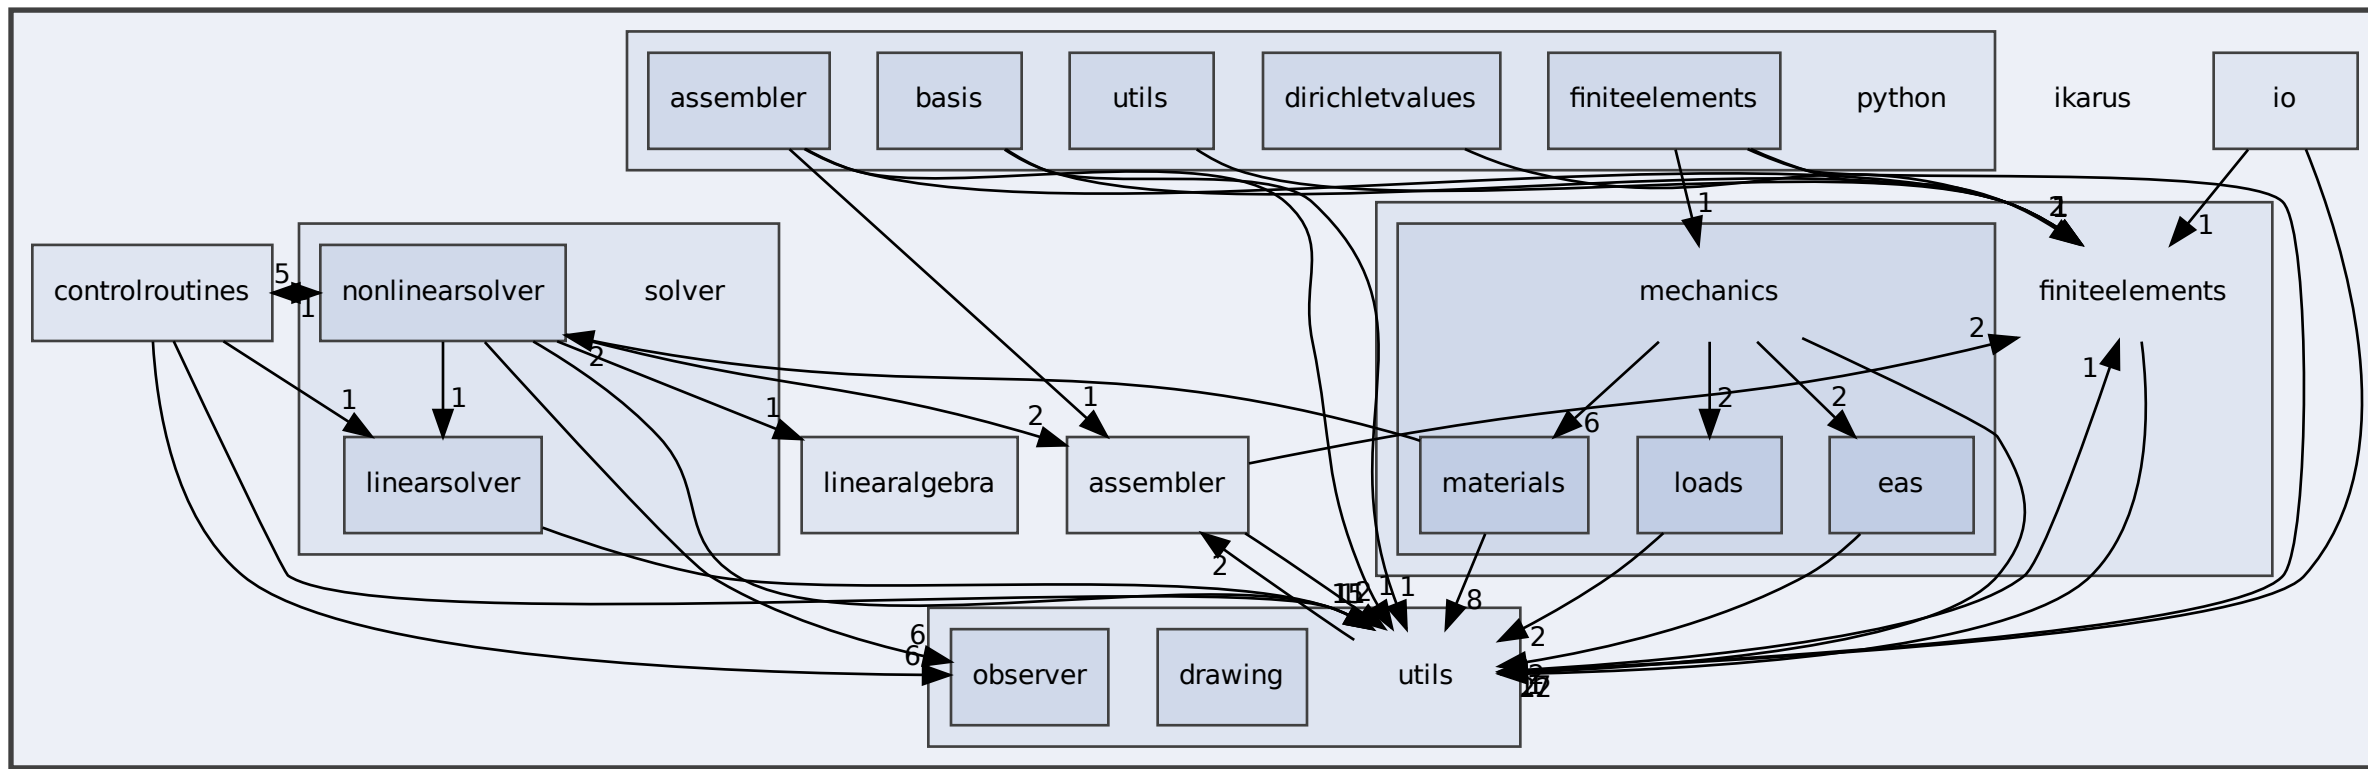 assembler
basis
utils
dirichletvalues
finiteelements
python
ikarus
io
1
1
5
controlroutines
1
nonlinearsolver
solver
mechanics
finiteelements
2
2
1
1
1
1
2
1
6
2
2
1
linearsolver
linearalgebra
assembler
materials
loads
eas
2
1
1
8
2
6
6
observer
drawing
utils